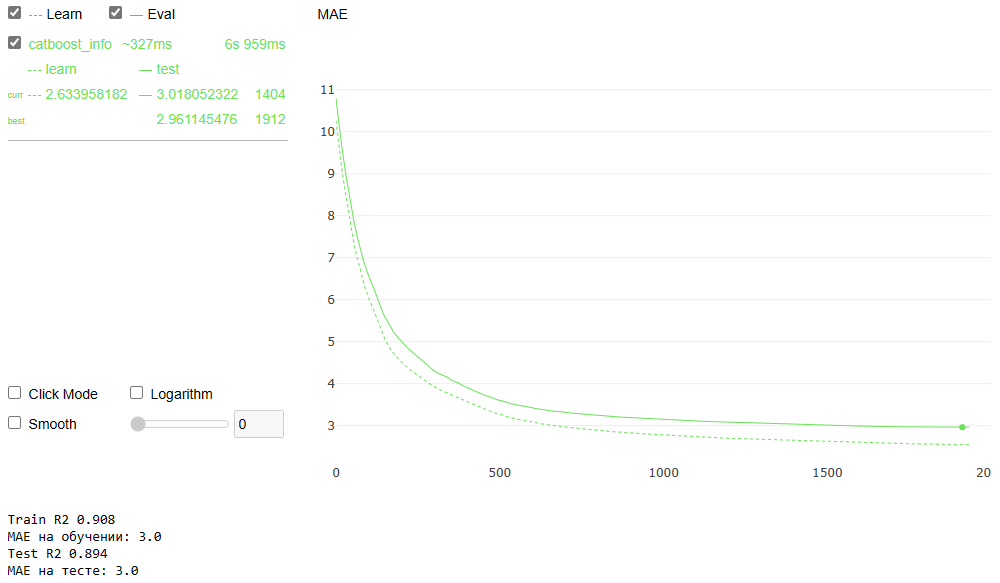 --- Learn — Eval
catboost_info ~327ms 6s 959ms
--- learn — test
curr --- 2.633958182 — 3.018052322 1404
best 2.961145476 1912
Click Mode Logarithm
Smooth 0
MAE
11
10
9
8
7
6
5
4
3
0 500 1000 1500 20
Train R2 0.908
MAE на обучении: 3.0
Test R2 0.894
MAE на тесте: 3.0